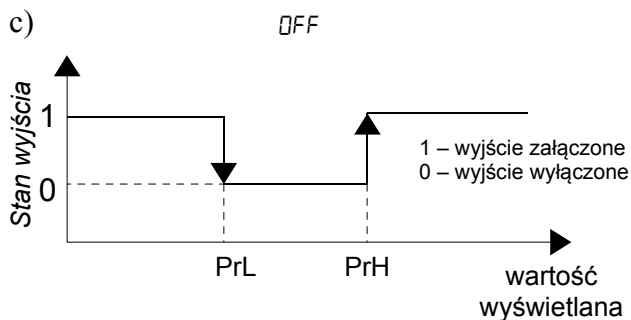 c)
OFF
Stan wyjścia
1
0
1 – wyjście załączone
0 – wyjście wyłączone
PrL
PrH
wartość
wyświetlana